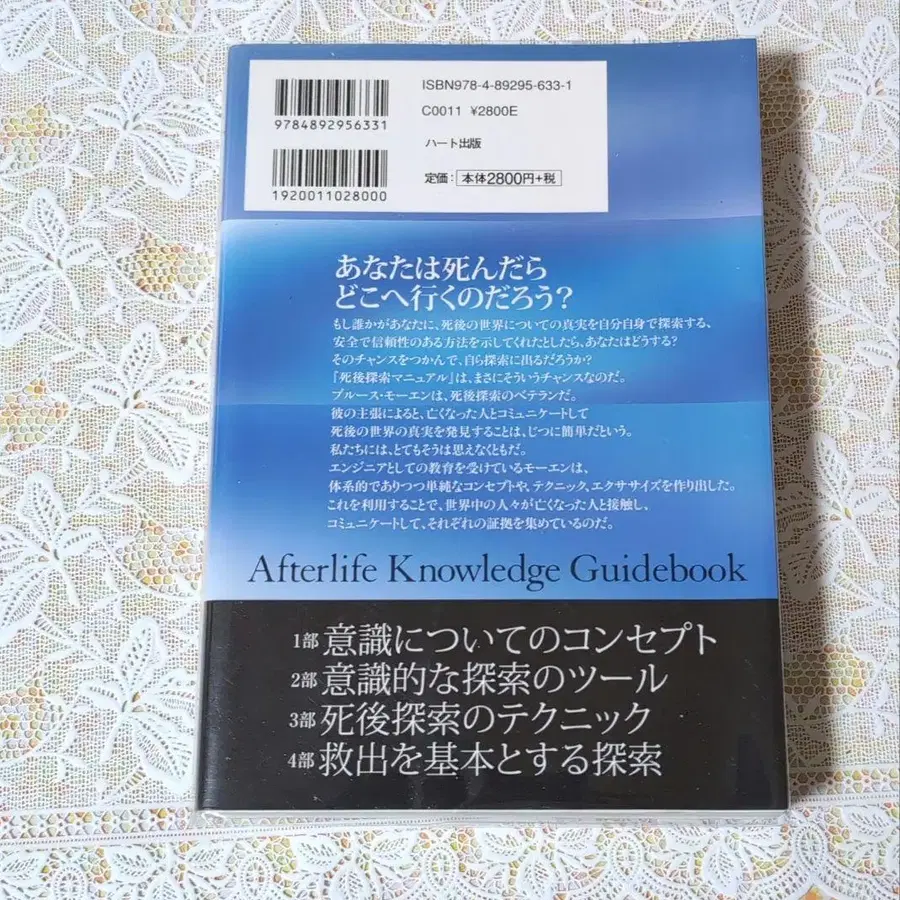 ISBN978-4-89295-633-1
C0011 ¥2800E
9784892956331
ハート出版
定価：本体2800円+税
1920011028000
あなたは死んだら
どこへ行くのだろう？
もし誰かがあなたに、死後の世界についての真実を自分自身で探索する、
安全で信頼性のある方法を示してくれたとしたら、あなたはどうする？
そのチャンスをつかんで、自ら探索に出るだろうか？
「死後探索マニュアル」は、まさにそういうチャンスなのだ。
ブルース・モーエンは、死後探索のベテランだ。
彼の主張によると、亡くなった人とコミュニケートして
死後の世界の真実を発見することは、じつに簡単だという。
私たちには、とてもそうは思えなくともだ。
エンジニアとしての教育を受けているモーエンは、
体系的でありつつ単純なコンセプトや、テクニック、エクササイズを作り出した。
これを利用することで、世界中の人々が亡くなった人と接触し、
コミュニケートして、それぞれの証拠を集めているのだ。
Afterlife Knowledge Guidebook
1部 意識についてのコンセプト
2部 意識的な探索のツール
3部 死後探索のテクニック
4部 救出を基本とする探索